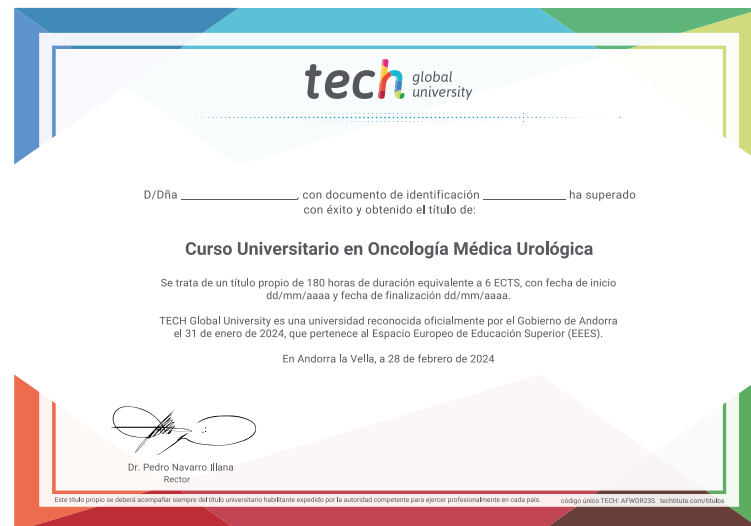 tech global university
D/Dña ____________________, con documento de identificación ______________ ha superado
con éxito y obtenido el título de:
Curso Universitario en Oncología Médica Urológica
Se trata de un título propio de 180 horas de duración equivalente a 6 ECTS, con fecha de inicio
dd/mm/aaaa y fecha de finalización dd/mm/aaaa.
TECH Global University es una universidad reconocida oficialmente por el Gobierno de Andorra
el 31 de enero de 2024, que pertenece al Espacio Europeo de Educación Superior (EEES).
En Andorra la Vella, a 28 de febrero de 2024
Dr. Pedro Navarro Illana
Rector
Este título propio se deberá acompañar siempre del título universitario habilitante expedido por la autoridad competente para ejercer profesionalmente en cada país. código único TECH: AFWOR23S techtitute.com/titulos